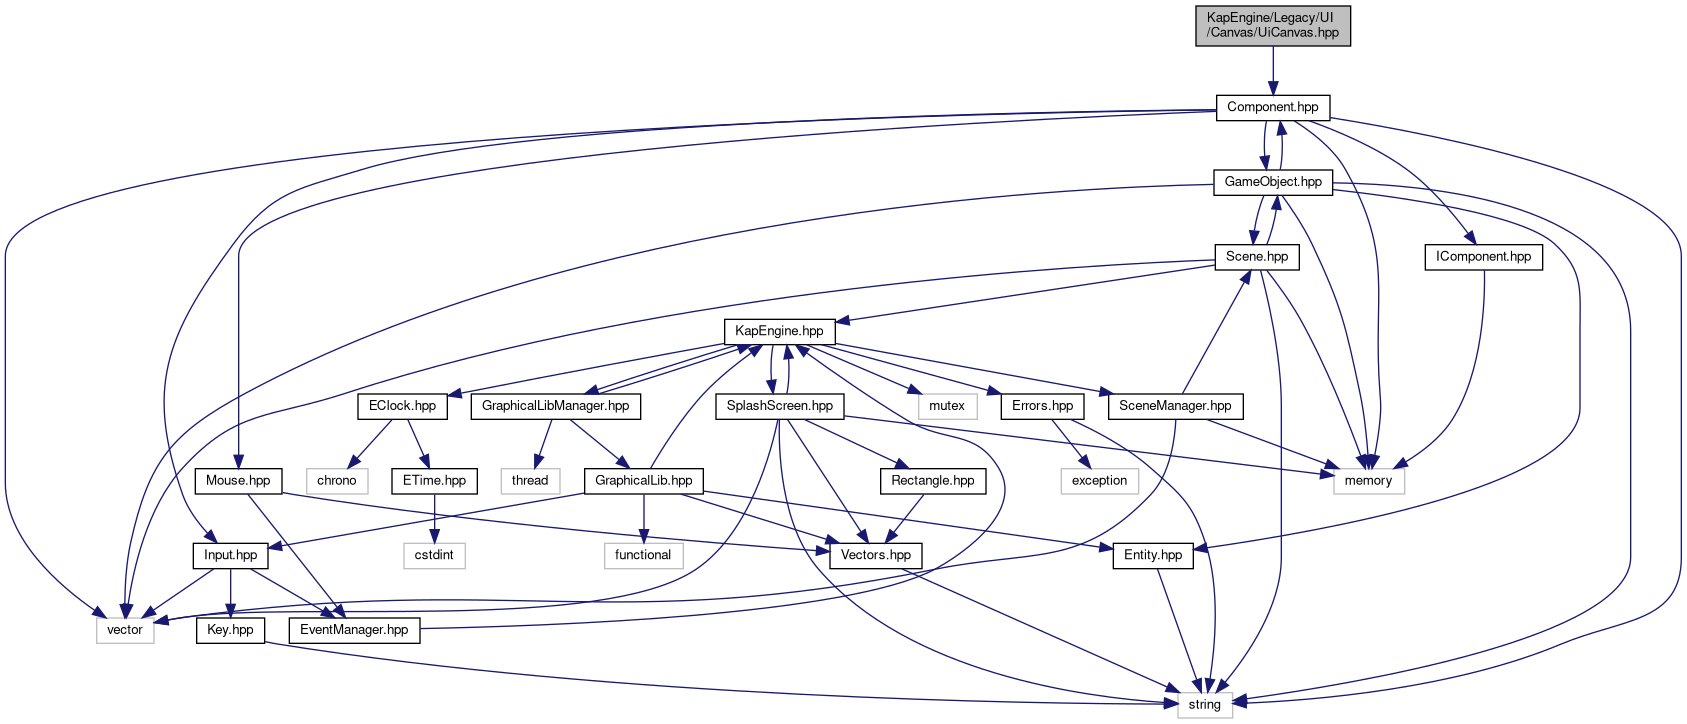 KapEngine/Legacy/UI
/Canvas/UiCanvas.hpp
Component.hpp
GameObject.hpp
Scene.hpp
IComponent.hpp
KapEngine.hpp
EClock.hpp
GraphicalLibManager.hpp
SplashScreen.hpp
mutex
Errors.hpp
SceneManager.hpp
Mouse.hpp
chrono
ETime.hpp
thread
GraphicalLib.hpp
Rectangle.hpp
exception
memory
Input.hpp
cstdint
functional
Vectors.hpp
Entity.hpp
vector
Key.hpp
EventManager.hpp
string